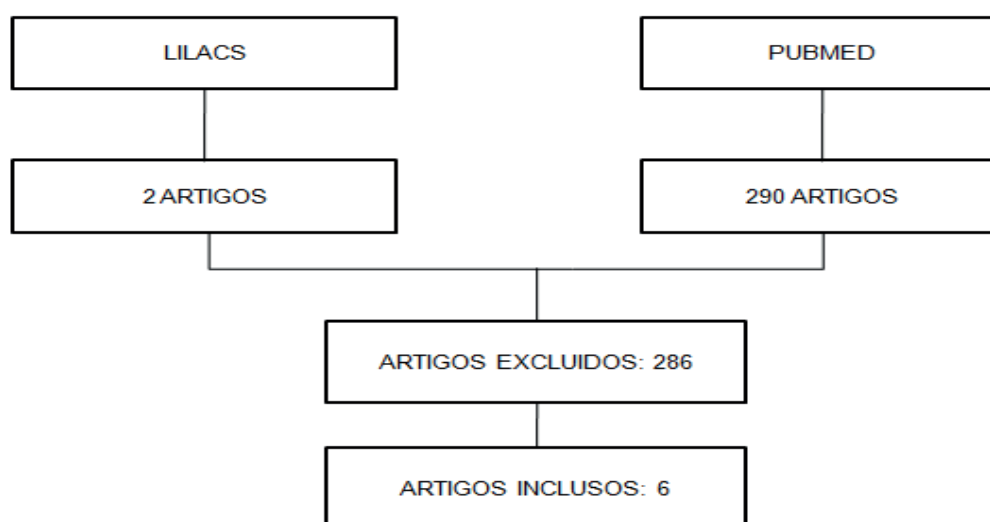 LILACS
PUBMED
2 ARTIGOS
290 ARTIGOS
ARTIGOS EXCLUIDOS: 286
ARTIGOS INCLUSOS: 6